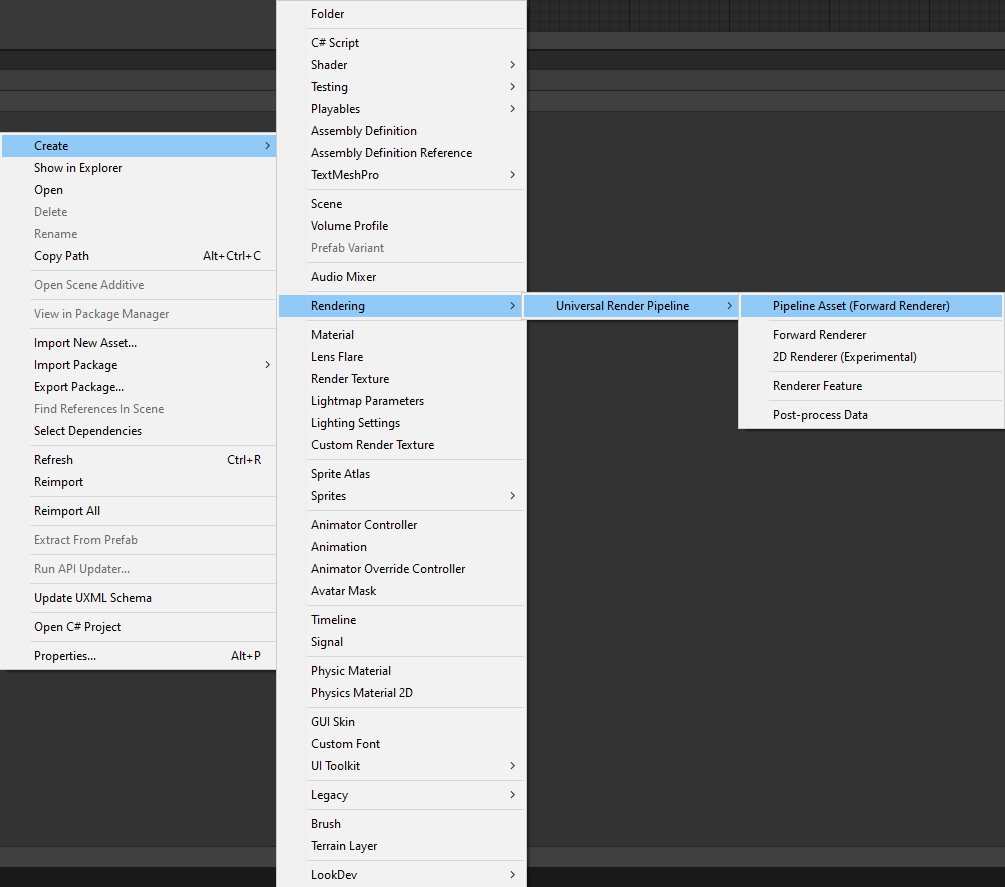 Create
Show in Explorer
Open
Delete
Rename
Copy Path Alt+Ctrl+C
Open Scene Additive
View in Package Manager
Import New Asset...
Import Package
Export Package...
Find References In Scene
Select Dependencies
Refresh Ctrl+R
Reimport
Reimport All
Extract From Prefab
Run API Updater...
Update UXML Schema
Open C# Project
Properties... Alt+P
Folder
C# Script
Shader
Testing
Playables
Assembly Definition
Assembly Definition Reference
TextMeshPro
Scene
Volume Profile
Prefab Variant
Audio Mixer
Rendering
Material
Lens Flare
Render Texture
Lightmap Parameters
Lighting Settings
Custom Render Texture
Sprite Atlas
Sprites
Animator Controller
Animation
Animator Override Controller
Avatar Mask
Timeline
Signal
Physic Material
Physics Material 2D
GUI Skin
Custom Font
UI Toolkit
Legacy
Brush
Terrain Layer
LookDev
Universal Render Pipeline
Pipeline Asset (Forward Renderer)
Forward Renderer
2D Renderer (Experimental)
Renderer Feature
Post-process Data